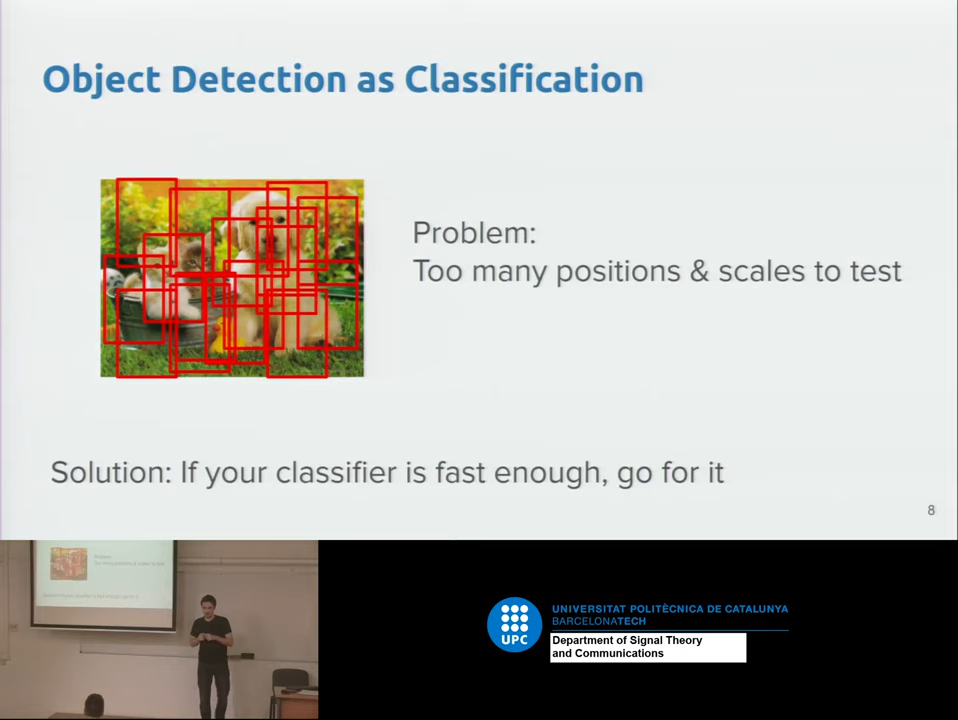 Object Detection as Classification
Problem:
Too many positions & scales to test
Solution: If your classifier is fast enough, go for it
8
UPC
UNIVERSITAT POLITÈCNICA DE CATALUNYA
BARCELONATECH
Department of Signal Theory
and Communications